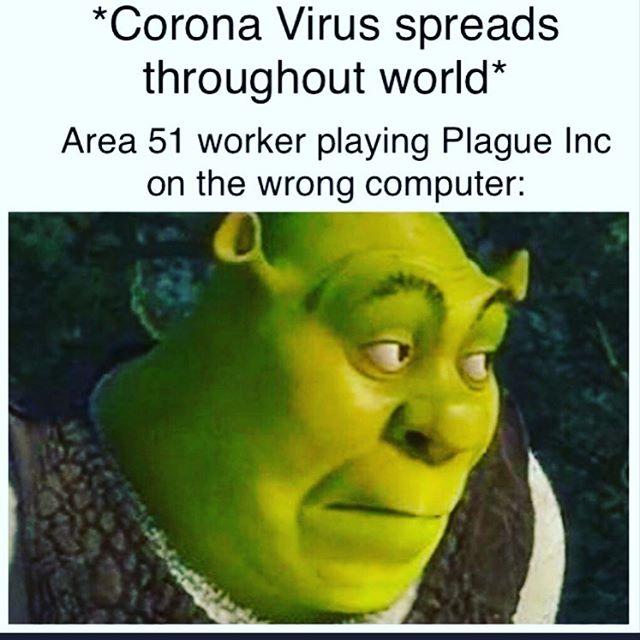 *Corona Virus spreads
throughout world*
Area 51 worker playing Plague Inc
on the wrong computer: